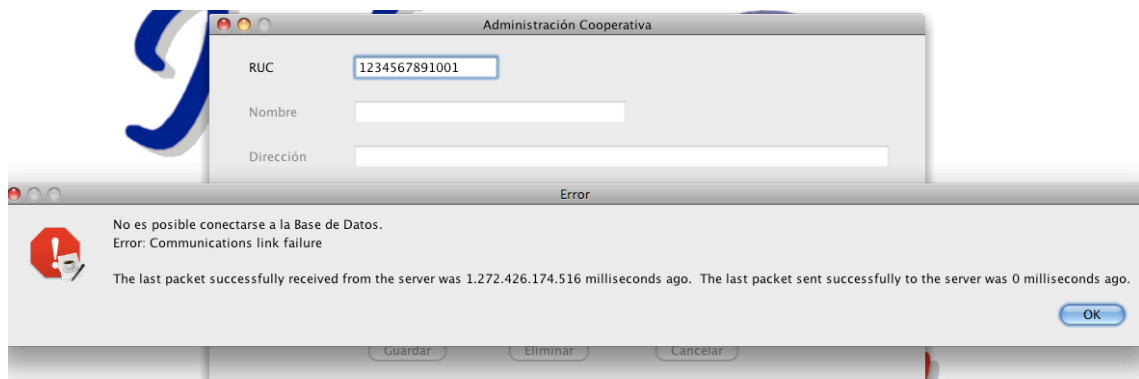 Administración Cooperativa
RUC 1234567891001
Nombre
Dirección
Error
No es posible conectarse a la Base de Datos.
Error: Communications link failure
The last packet successfully received from the server was 1.272.426.174.516 milliseconds ago.  The last packet sent successfully to the server was 0 milliseconds ago.
OK
Guardar Eliminar Cancelar